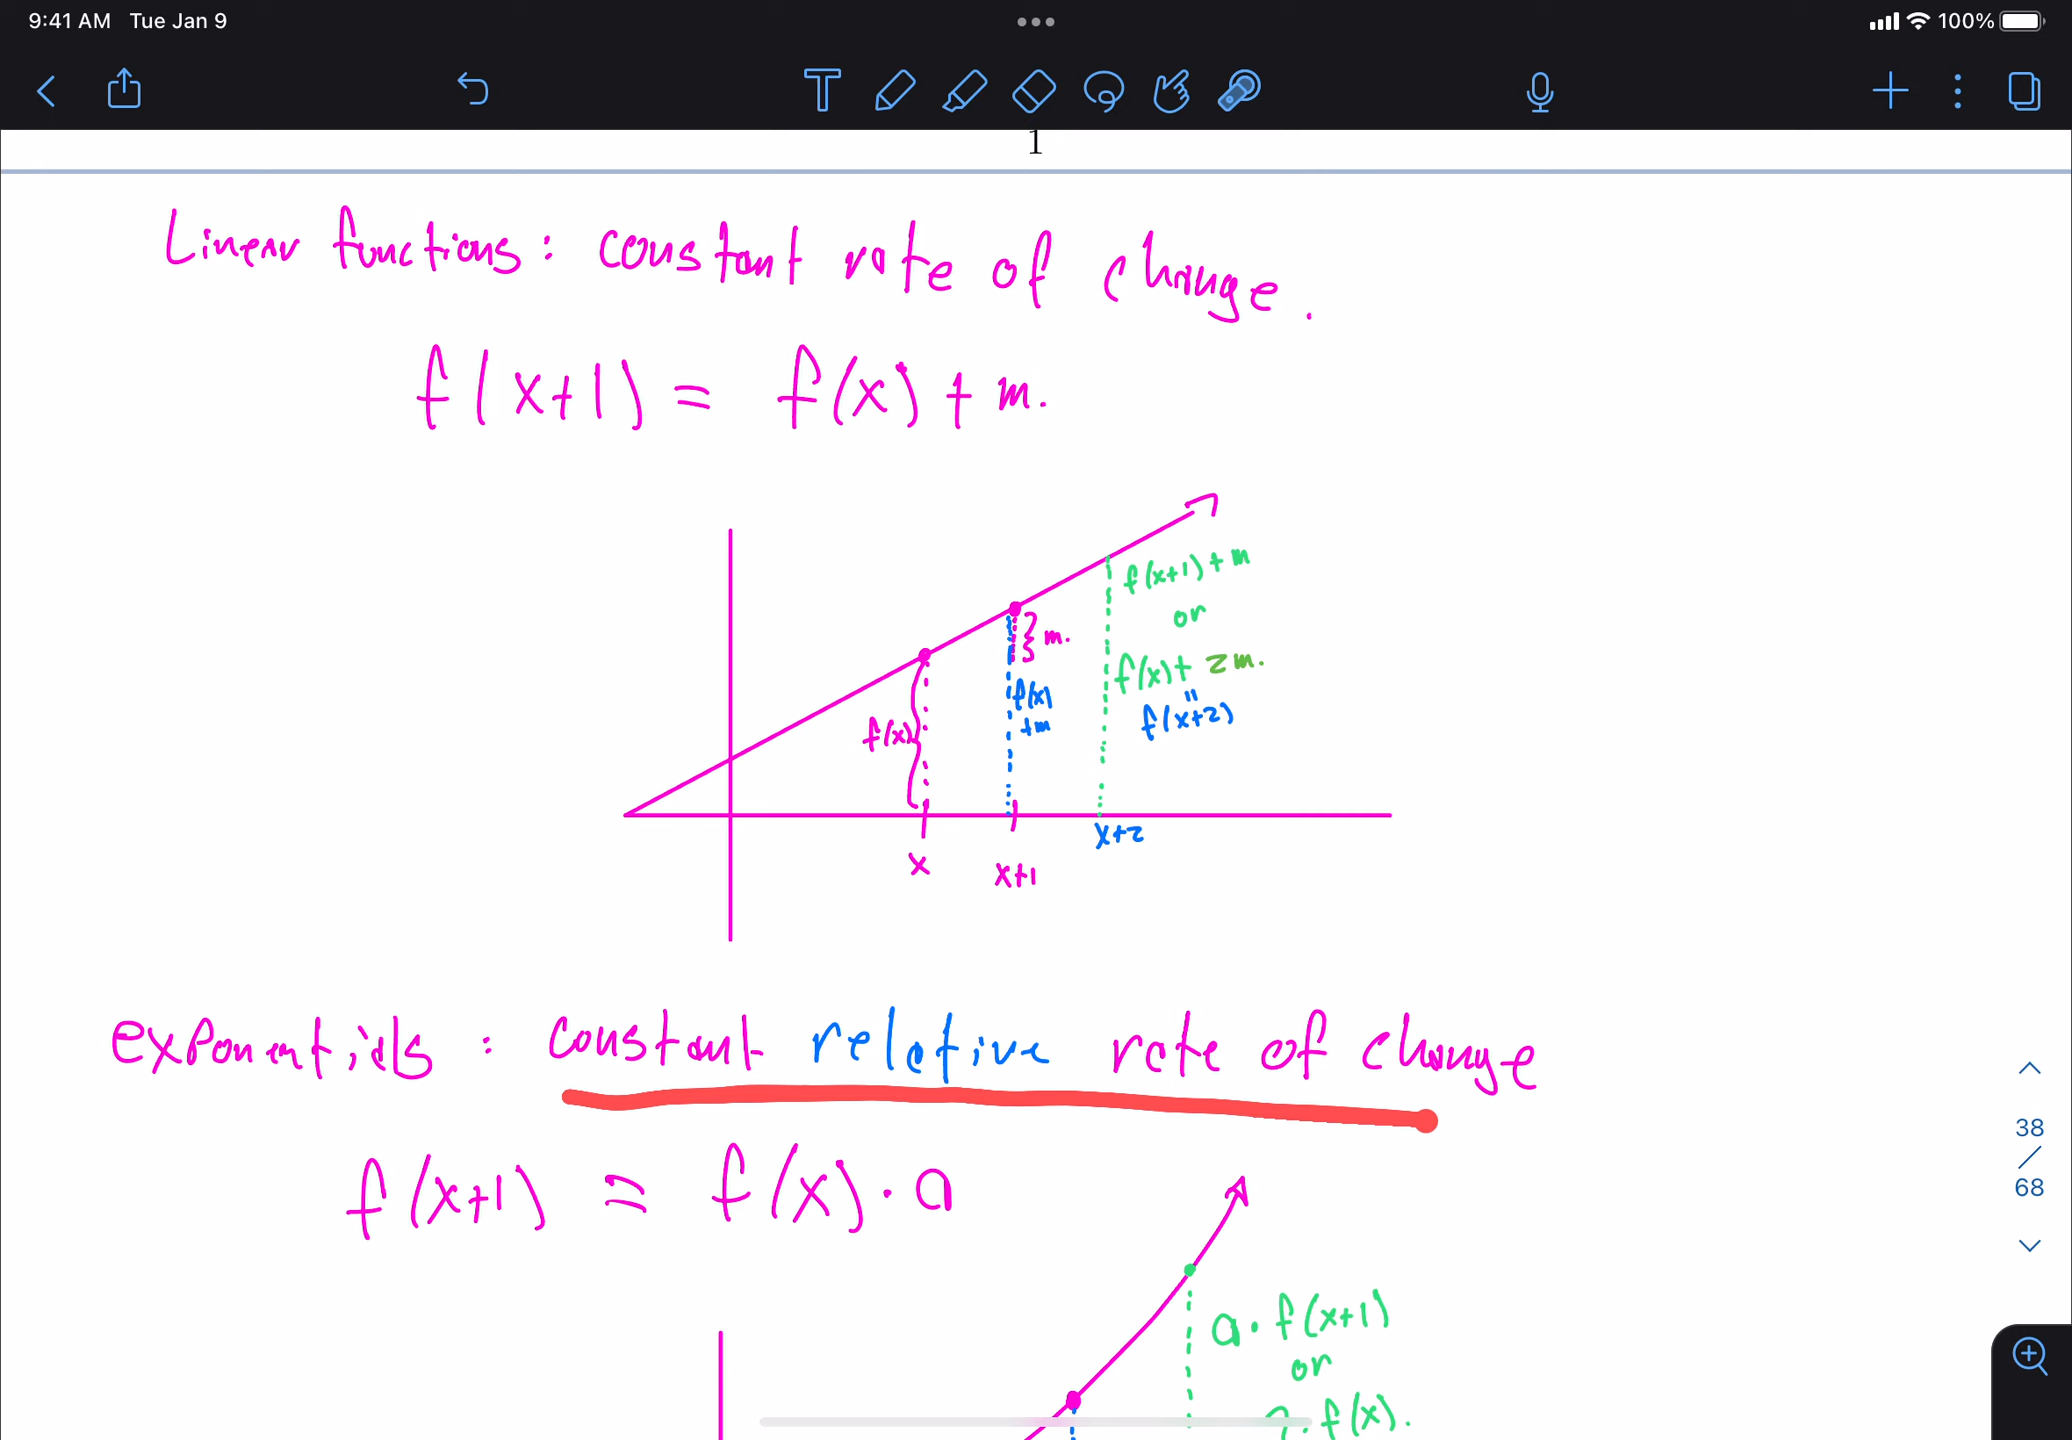 9:41 AM Tue Jan 9
100%
1
Linear functions: constant rate of change.
f(x+1) = f(x) + m.
f(x+1) + m
or
} m.
f(x) + 2m.
f(x)
+m
"
f(x+2)
f(x)
x+2
x
x+1
exponentials : constant relative rate of change
38
/
68
f(x+1) = f(x) · a
a · f(x+1)
or
. f(x).